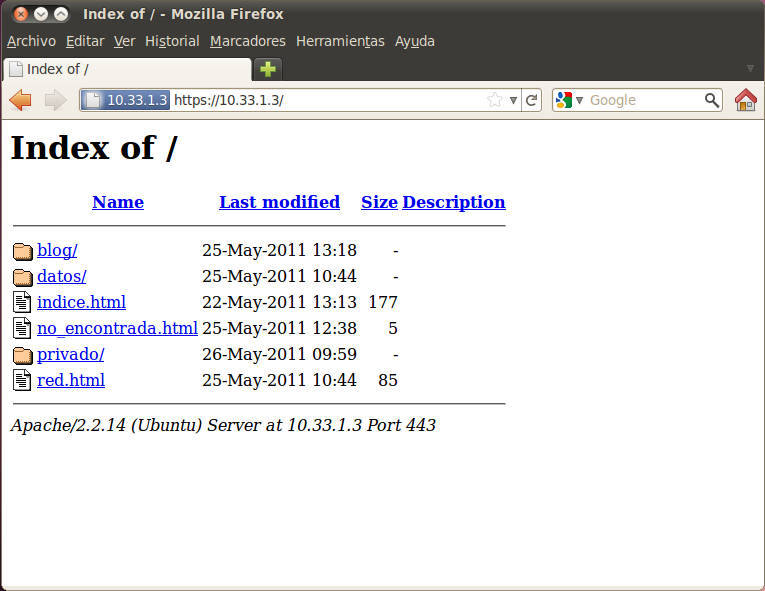 Index of / - Mozilla Firefox
Archivo Editar Ver Historial Marcadores Herramientas Ayuda
Index of /
10.33.1.3 https://10.33.1.3/ Google
Index of /
Name Last modified Size Description
blog/ 25-May-2011 13:18 -
datos/ 25-May-2011 10:44 -
indice.html 22-May-2011 13:13 177
no_encontrada.html 25-May-2011 12:38 5
privado/ 26-May-2011 09:59 -
red.html 25-May-2011 10:44 85
Apache/2.2.14 (Ubuntu) Server at 10.33.1.3 Port 443